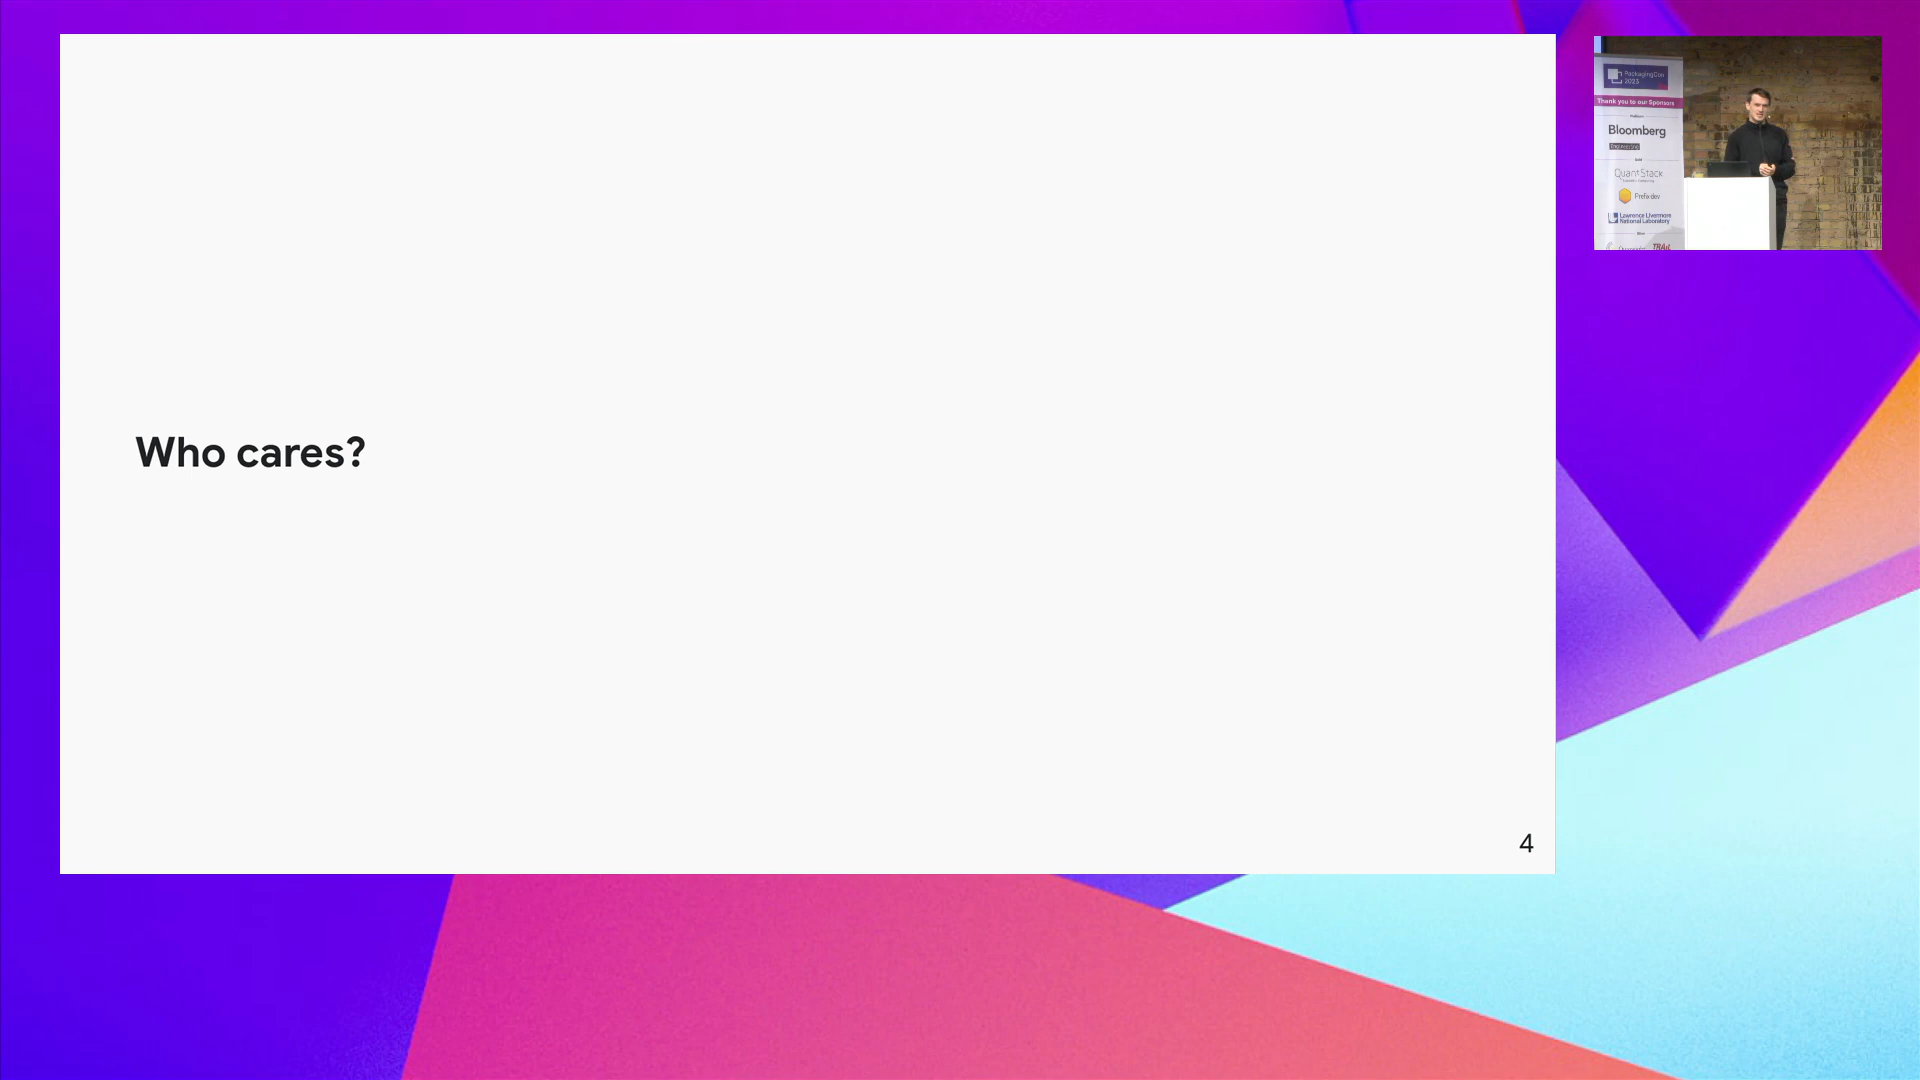 Who cares?
4
PackagingCon
2023
Thank you to our Sponsors
Bloomberg
Engineering
QuantStack
Prefix.dev
Lawrence Livermore
National Laboratory